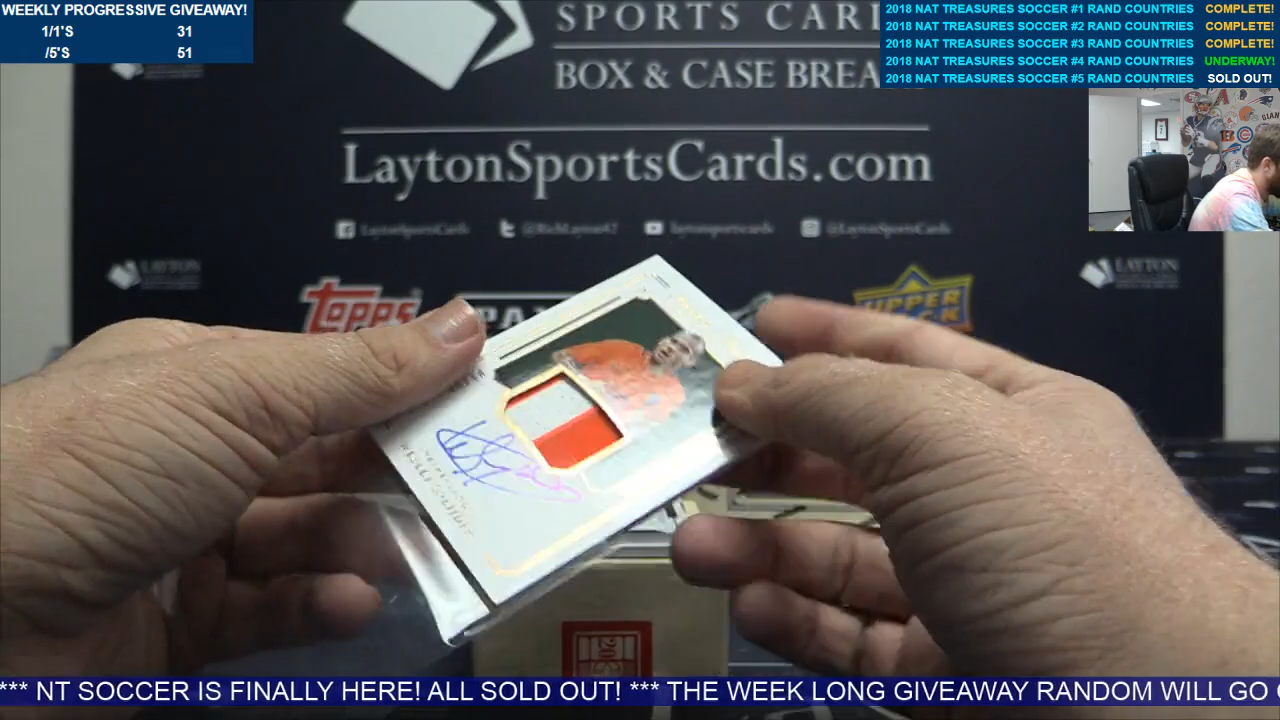 WEEKLY PROGRESSIVE GIVEAWAY!
1/1'S 31
/5'S 51
2018 NAT TREASURES SOCCER #1 RAND COUNTRIES COMPLETE!
2018 NAT TREASURES SOCCER #2 RAND COUNTRIES COMPLETE!
2018 NAT TREASURES SOCCER #3 RAND COUNTRIES COMPLETE!
2018 NAT TREASURES SOCCER #4 RAND COUNTRIES UNDERWAY!
2018 NAT TREASURES SOCCER #5 RAND COUNTRIES SOLD OUT!
SPORTS CAR
BOX & CASE BREA
LaytonSportsCards.com
LaytonSportsCards @RichLayton47 laytonsportscards @LaytonSportsCards
LAYTON
LAYTON
topps PA UPPER
*** NT SOCCER IS FINALLY HERE! ALL SOLD OUT! *** THE WEEK LONG GIVEAWAY RANDOM WILL GO